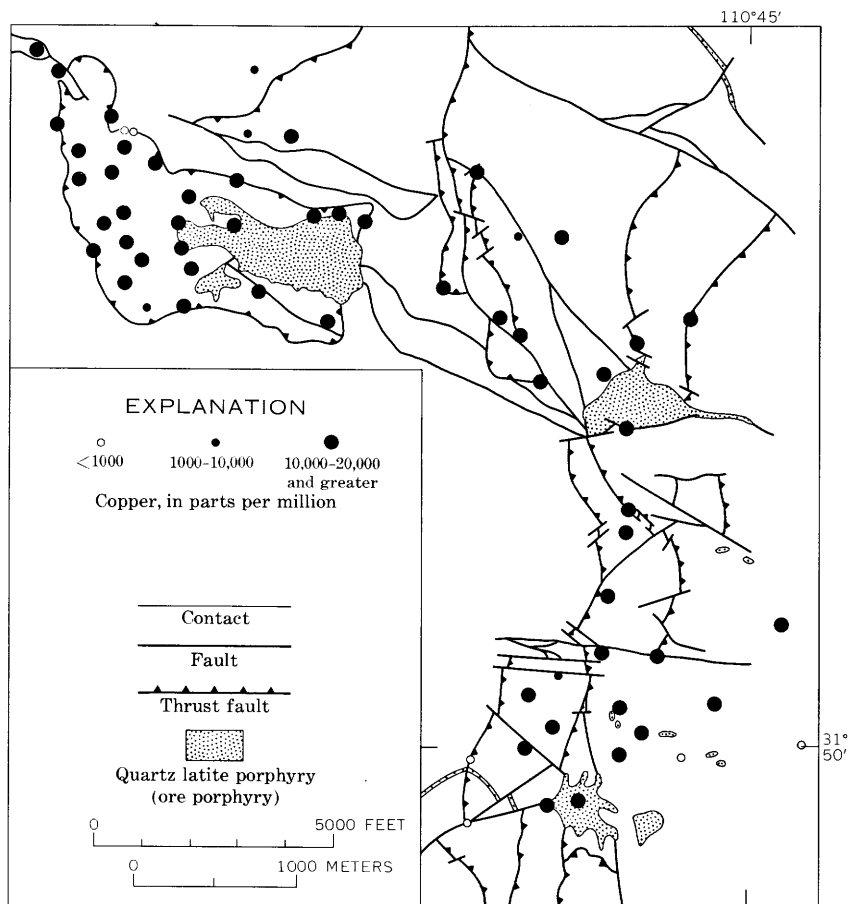 110°45′
EXPLANATION
<1000
1000-10,000
10,000-20,000
and greater
Copper, in parts per million
Contact
Fault
Thrust fault
Quartz latite porphyry
(ore porphyry)
0 5000 FEET
0 1000 METERS
31°
50′